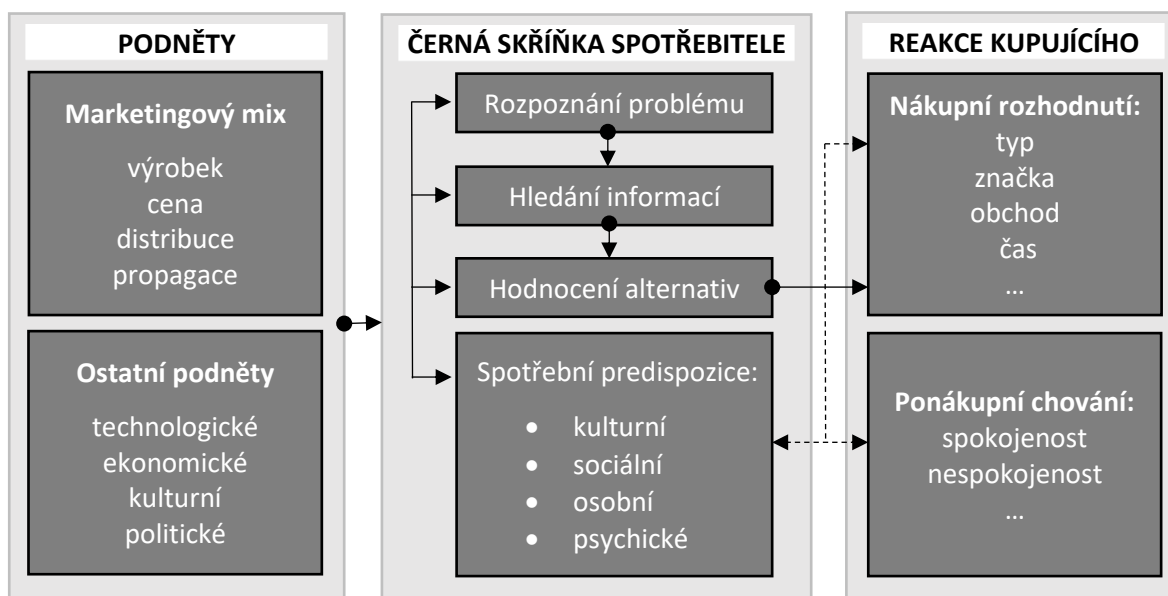 PODNĚTY
Marketingový mix
výrobek
cena
distribuce
propagace
Ostatní podněty
technologické
ekonomické
kulturní
politické
ČERNÁ SKŘÍŇKA SPOTŘEBITELE
Rozpoznání problému
Hledání informací
Hodnocení alternativ
Spotřební predispozice:
• kulturní
• sociální
• osobní
• psychické
REAKCE KUPUJÍCÍHO
Nákupní rozhodnutí:
typ
značka
obchod
čas
...
Ponákupní chování:
spokojenost
nespokojenost
...